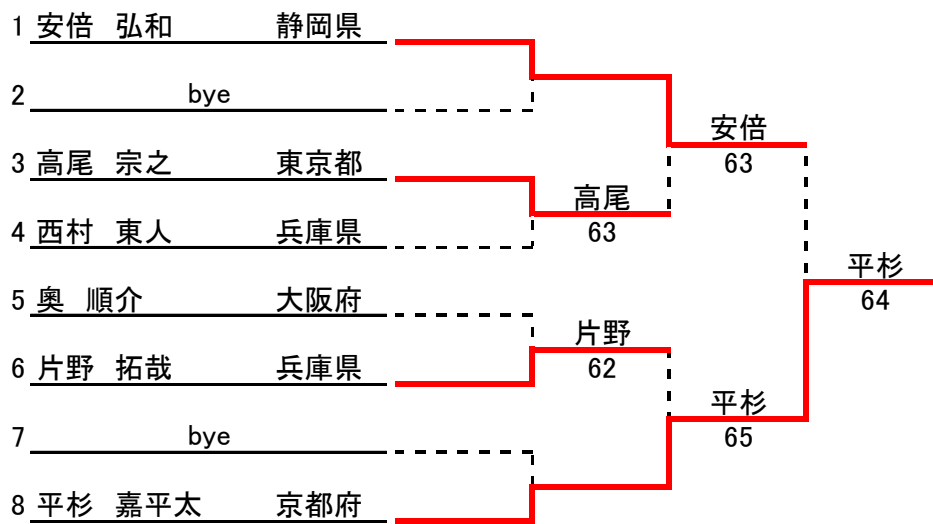 1 安倍 弘和 静岡県
2 bye
安倍
3 高尾 宗之 東京都
63
高尾
4 西村 東人 兵庫県
63
平杉
5 奥 順介 大阪府
64
片野
6 片野 拓哉 兵庫県
62
平杉
7 bye
65
8 平杉 嘉平太 京都府